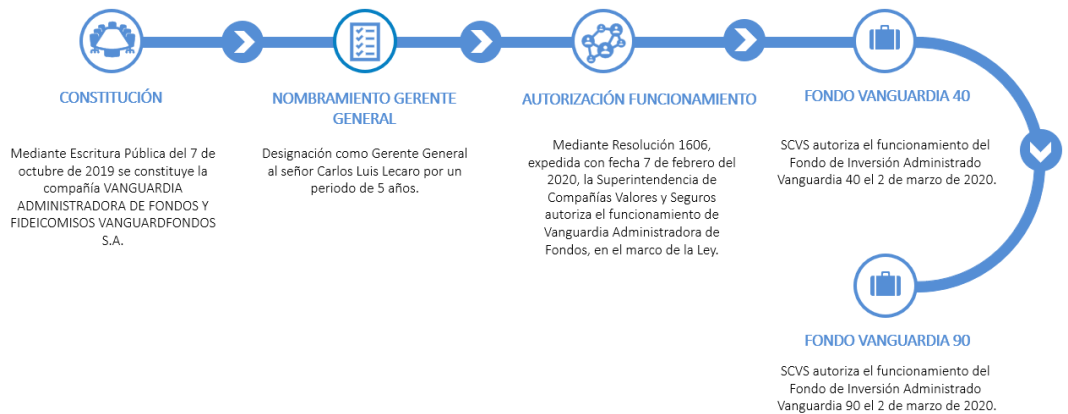 CONSTITUCIÓN
Mediante Escritura Pública del 7 de
octubre de 2019 se constituye la
compañía VANGUARDIA
ADMINISTRADORA DE FONDOS Y
FIDEICOMISOS VANGUARDFONDOS
S.A.
NOMBRAMIENTO GERENTE
GENERAL
Designación como Gerente General
al señor Carlos Luis Lecaro por un
periodo de 5 años.
AUTORIZACIÓN FUNCIONAMIENTO
Mediante Resolución 1606,
expedida con fecha 7 de febrero del
2020, la Superintendencia de
Compañías Valores y Seguros
autoriza el funcionamiento de
Vanguardia Administradora de
Fondos, en el marco de la Ley.
FONDO VANGUARDIA 40
SCVS autoriza el funcionamiento del
Fondo de Inversión Administrado
Vanguardia 40 el 2 de marzo de 2020.
FONDO VANGUARDIA 90
SCVS autoriza el funcionamiento del
Fondo de Inversión Administrado
Vanguardia 90 el 2 de marzo de 2020.